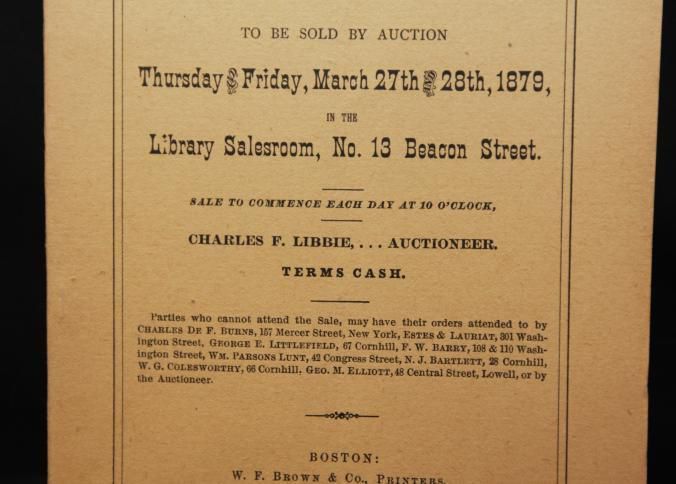 TO BE SOLD BY AUCTION
Thursday & Friday, March 27th & 28th, 1879,
IN THE
Library Salesroom, No. 13 Beacon Street.
SALE TO COMMENCE EACH DAY AT 10 O'CLOCK,
CHARLES F. LIBBIE, . . . AUCTIONEER.
TERMS CASH.
Parties who cannot attend the Sale, may have their orders attended to by
CHARLES DE F. BURNS, 157 Mercer Street, New York, ESTES & LAURIAT, 301 Wash-
ington Street, GEORGE E. LITTLEFIELD, 67 Cornhill, F. W. BARRY, 108 & 110 Wash-
ington Street, WM. PARSONS LUNT, 42 Congress Street, N. J. BARTLETT, 28 Cornhill,
W. G. COLESWORTHY, 66 Cornhill, GEO. M. ELLIOTT, 48 Central Street, Lowell, or by
the Auctioneer.
BOSTON:
W. F. BROWN & CO., PRINTERS.